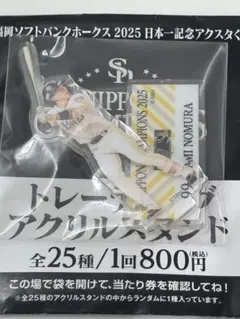 福岡ソフトバンクホークス 2025 日本一記念アクスタく
SH
CHAMPIONS 2025
99
AMI NOMURA
トレーディング
アクリルスタンド
全25種/1回800円(税込)
この場で袋を開けて、当たり券を確認してね!
※全25種のアクリルスタンドの中からランダムに1種入っています。